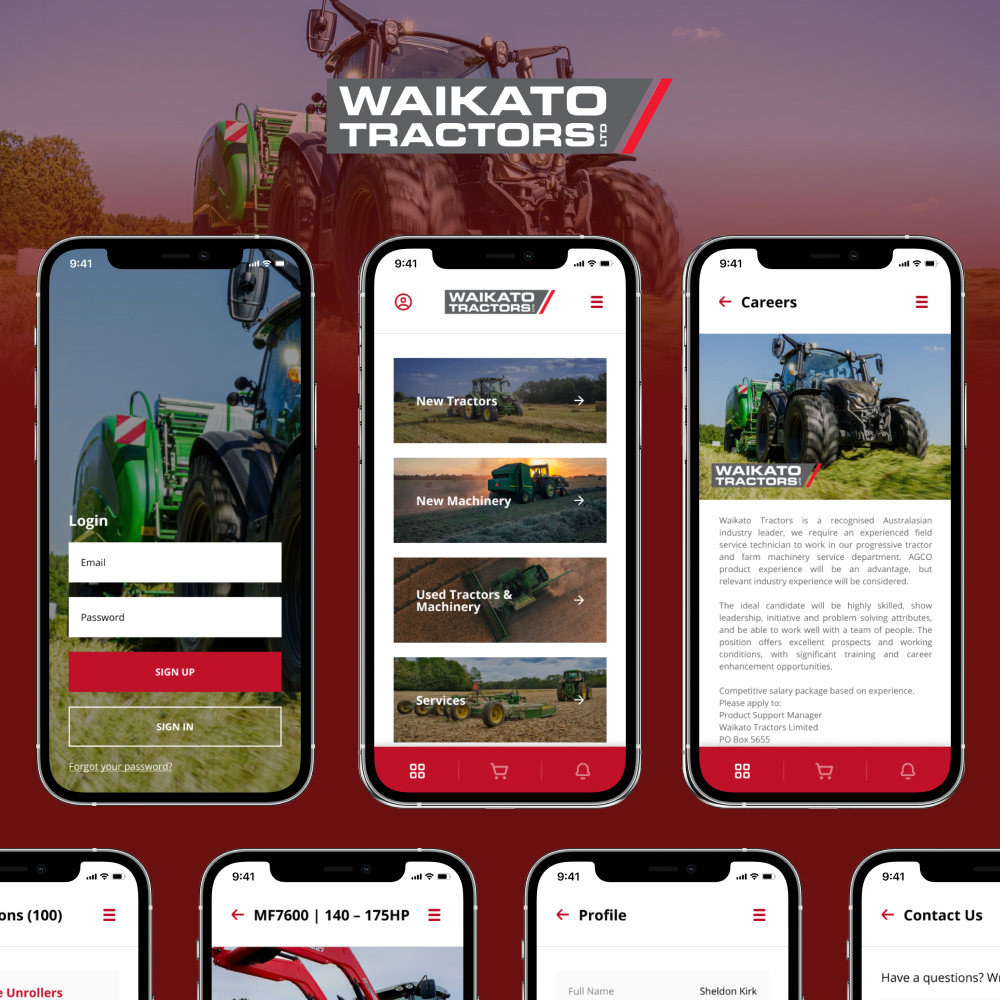 WAIKATO
TRACTORS LTD
9:41
Login
Email
Password
SIGN UP
SIGN IN
Forgot your password?
9:41
WAIKATO
TRACTORS
New Tractors
New Machinery
Used Tractors &
Machinery
Services
9:41
Careers
WAIKATO
TRACTORS
Waikato Tractors is a recognised Australasian
industry leader, we require an experienced field
service technician to work in our progressive tractor
and farm machinery service department. AGCO
product experience will be an advantage, but
relevant industry experience will be considered.
The ideal candidate will be highly skilled, show
leadership, initiative and problem solving attributes,
and be able to work well with a team of people. The
position offers excellent prospects and working
conditions, with significant training and career
enhancement opportunities.
Competitive salary package based on experience.
Please apply to:
Product Support Manager
Waikato Tractors Limited
PO Box 5655
ons (100)
e Unrollers
9:41
MF7600 | 140 – 175HP
9:41
Profile
Full Name
Sheldon Kirk
9:41
Contact Us
Have a questions? Wr